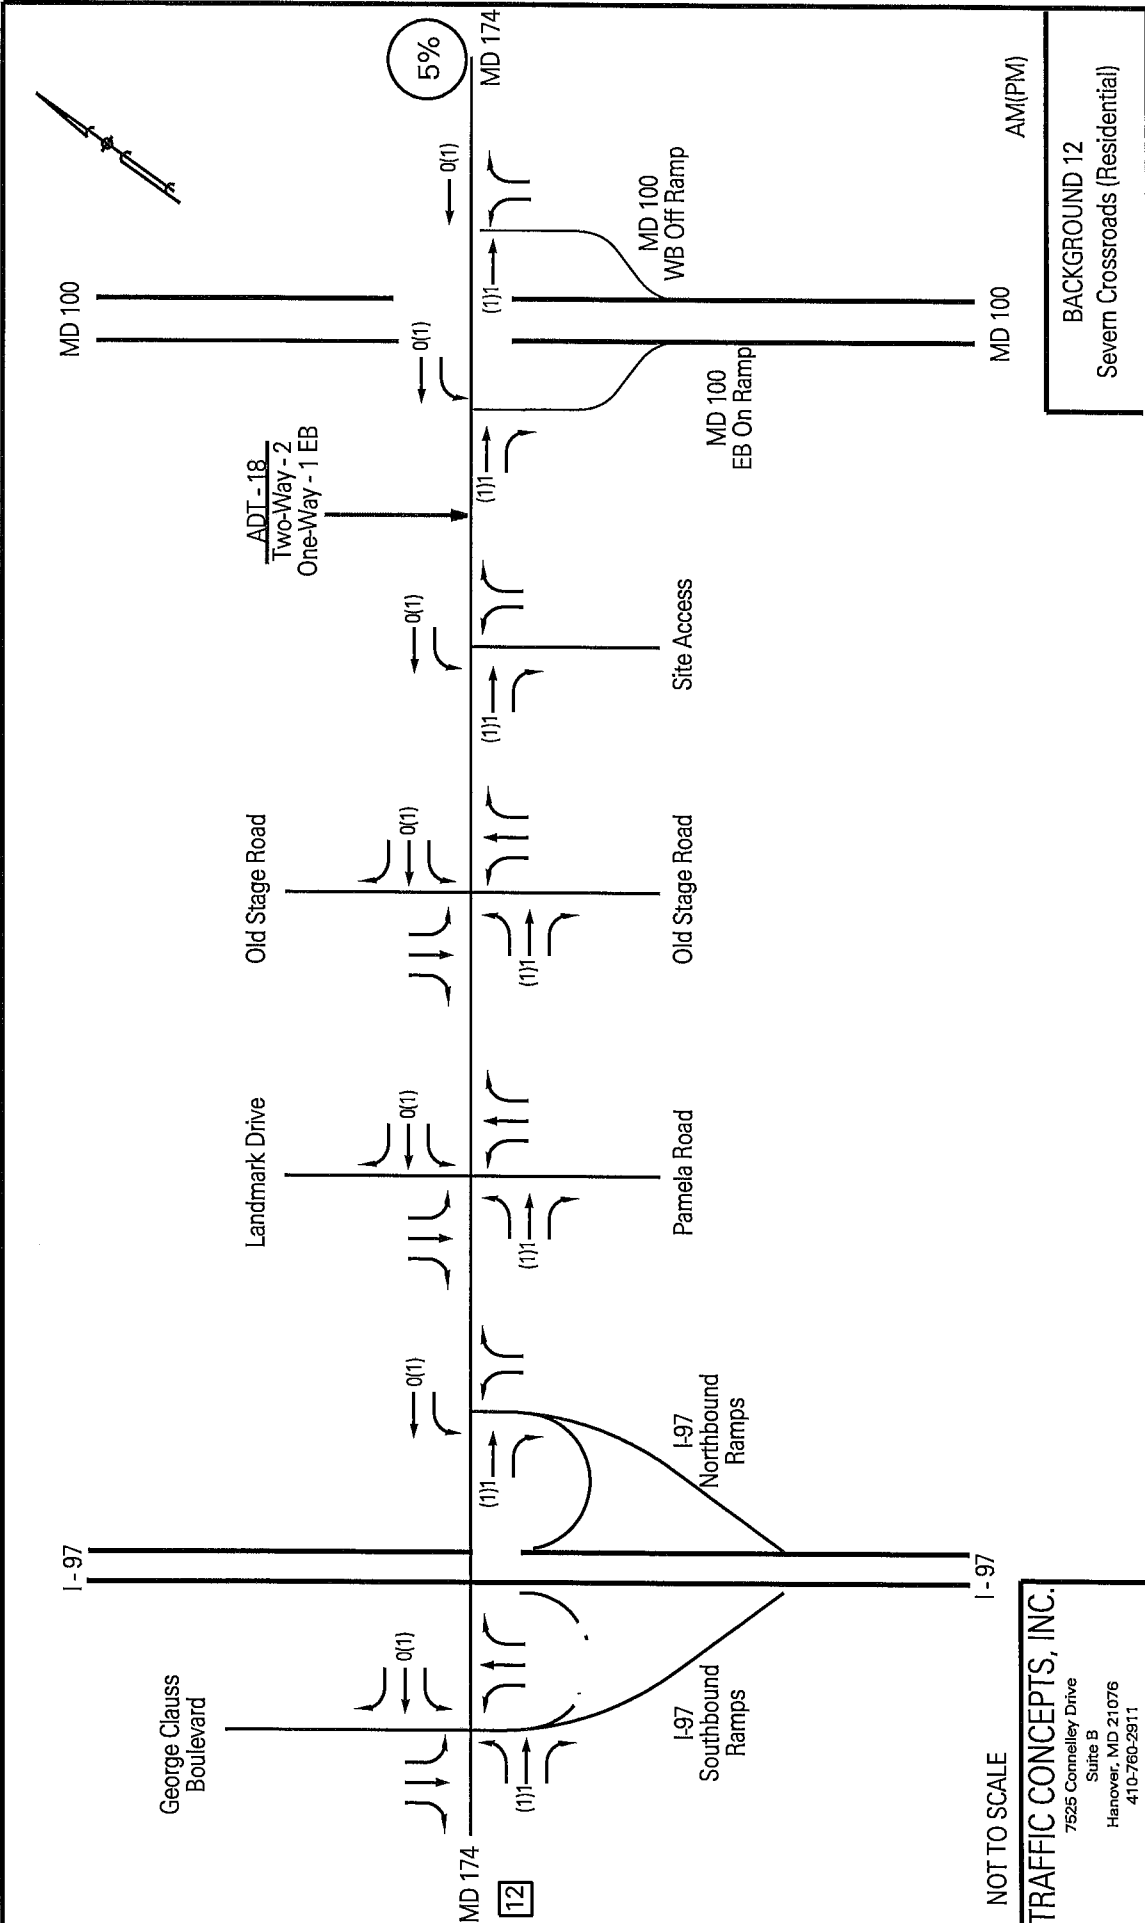 George Clauss
Boulevard
I - 97
Landmark Drive
Old Stage Road
ADT - 18
Two-Way - 2
One-Way - 1 EB
MD 100
5%
0(1)
0(1)
0(1)
0(1)
0(1)
0(1)
0(1)
MD 174
12
MD 174
(1)1
(1)1
(1)1
(1)1
(1)1
(1)1
(1)1
I-97
Southbound
Ramps
I-97
Northbound
Ramps
Pamela Road
Old Stage Road
Site Access
MD 100
EB On Ramp
MD 100
WB Off Ramp
I - 97
MD 100
NOT TO SCALE
AM(PM)
TRAFFIC CONCEPTS, INC.
7525 Connelley Drive
Suite B
Hanover, MD 21076
410-760-2911
BACKGROUND 12
Severn Crossroads (Residential)